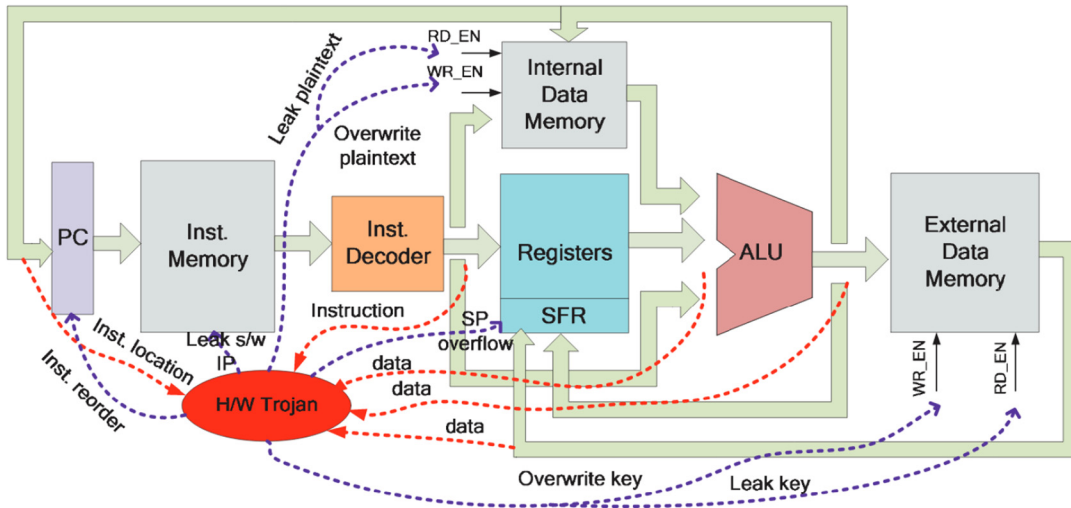 RD_EN
WR_EN
Leak plaintext
Overwrite
plaintext
Internal
Data
Memory
PC
Inst.
Memory
Inst.
Decoder
Registers
SFR
ALU
External
Data
Memory
Instruction
SP
overflow
Leak s/w
IP
Inst. location
Inst. reorder
H/W Trojan
data
data
data
WR_EN
RD_EN
Overwrite key
Leak key